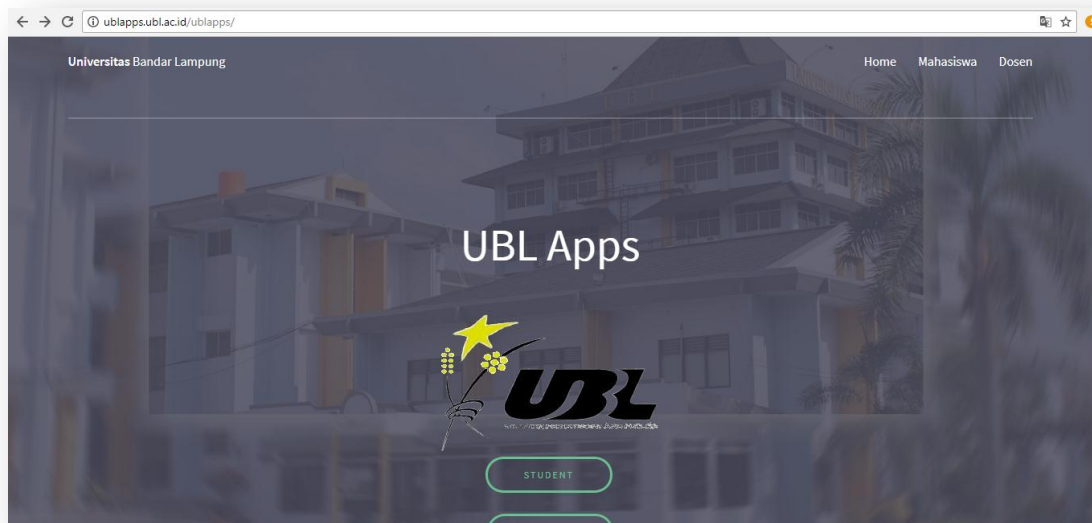 ublapps.ubl.ac.id/ublapps/
Universitas Bandar Lampung
Home Mahasiswa Dosen
UBL Apps
UBL
STUDENT